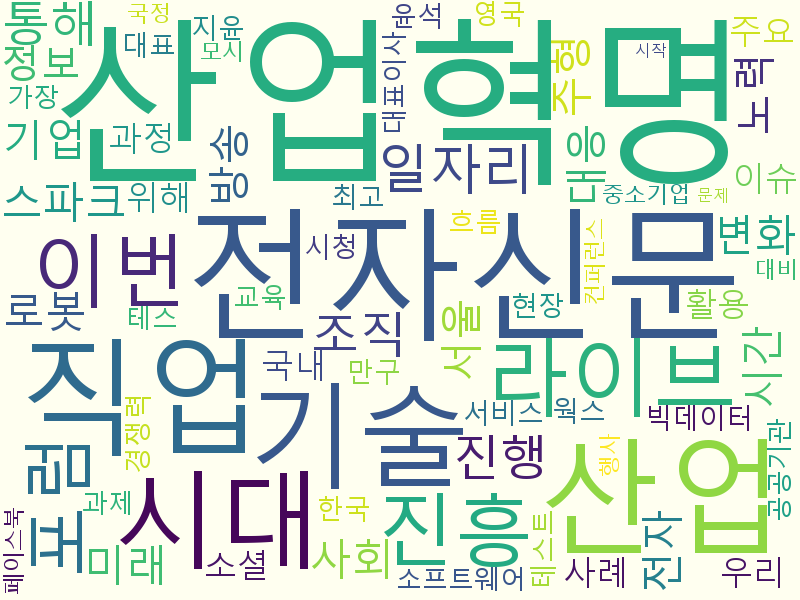 통해
국정
지윤
대표
모시
정보
가장
기업
과정
산업혁명
대표이사
윤석
영국
주형
시작
주요
노력
스파크
위해
방송
최고
일자리
대응
중소기업
문제
이슈
이번
전자신문
시청
흐름
컨퍼런스
변화
대비
로봇
테스
교육
조직
서울
현장
활용
직업
국내
만구
라이브
시간
기술
서비스
웍스
빅데이터
럼
경쟁력
진행
산업
행사
공공기관
포
페이스북
과제
시대
한국
진흥
미래
소셜
사회
소프트웨어
테스트
사례
전자
우리